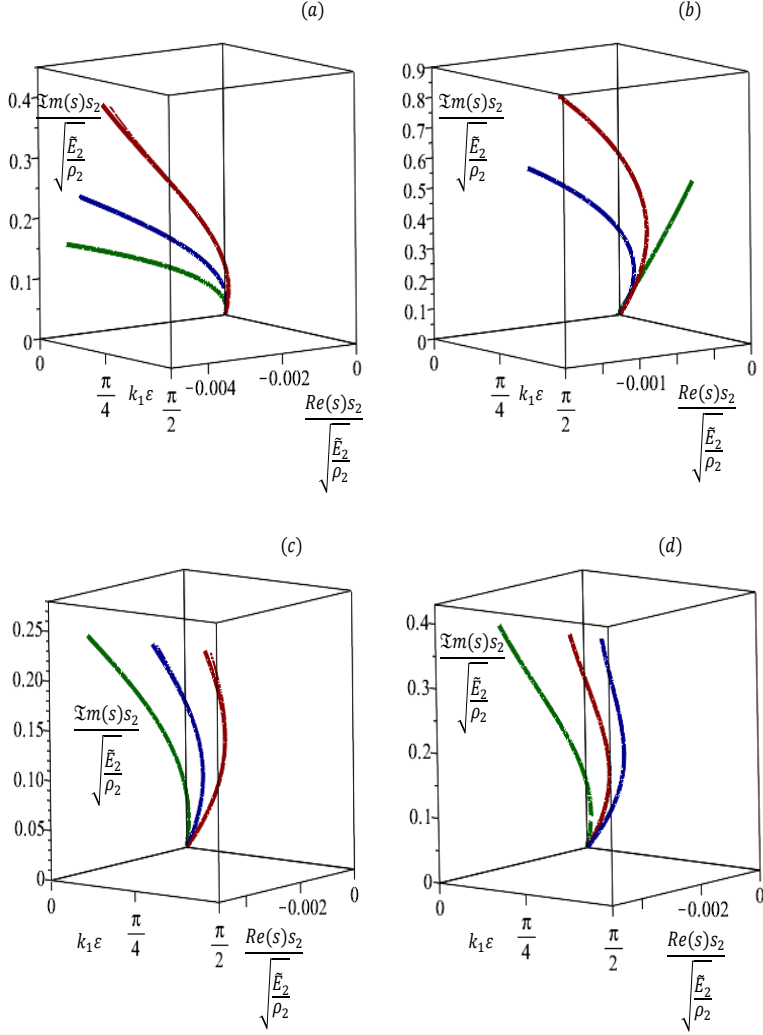 (a)
0.4
𝔍m(s)s₂
√Ẽ₂/ρ₂
0.3
0.2
0.1
0
0
π/4
k₁ε
π/2
−0.004
−0.002
0
Re(s)s₂
√Ẽ₂/ρ₂
(b)
0.9
0.8
0.7
0.6
0.5
0.4
0.3
0.2
0.1
𝔍m(s)s₂
√Ẽ₂/ρ₂
0
π/4
k₁ε
π/2
−0.001
0
Re(s)s₂
√Ẽ₂/ρ₂
(c)
0.25
0.20
0.15
0.10
0.05
0
𝔍m(s)s₂
√Ẽ₂/ρ₂
0
k₁ε
π/4
π/2
−0.002
0
Re(s)s₂
√Ẽ₂/ρ₂
(d)
0.4
0.3
0.2
0.1
0
𝔍m(s)s₂
√Ẽ₂/ρ₂
0
k₁ε
π/4
π/2
−0.002
0
Re(s)s₂
√Ẽ₂/ρ₂